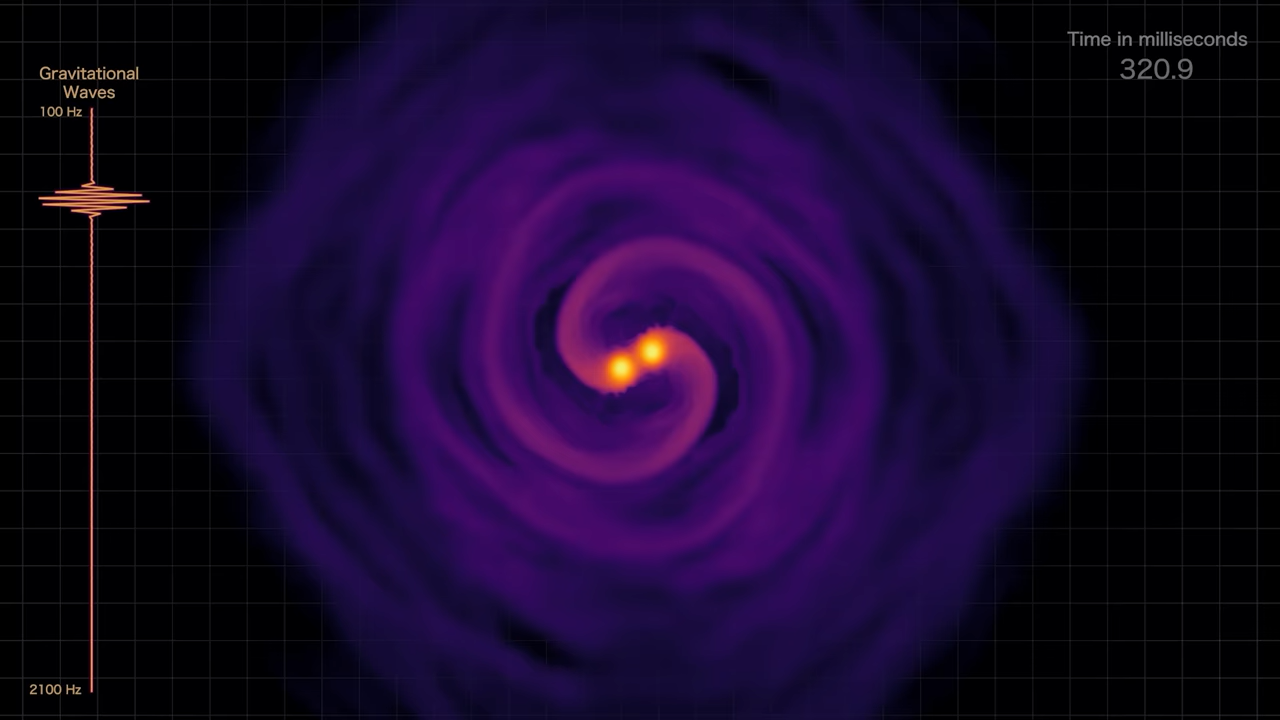 Gravitational
Waves
100 Hz
2100 Hz
Time in milliseconds
320.9